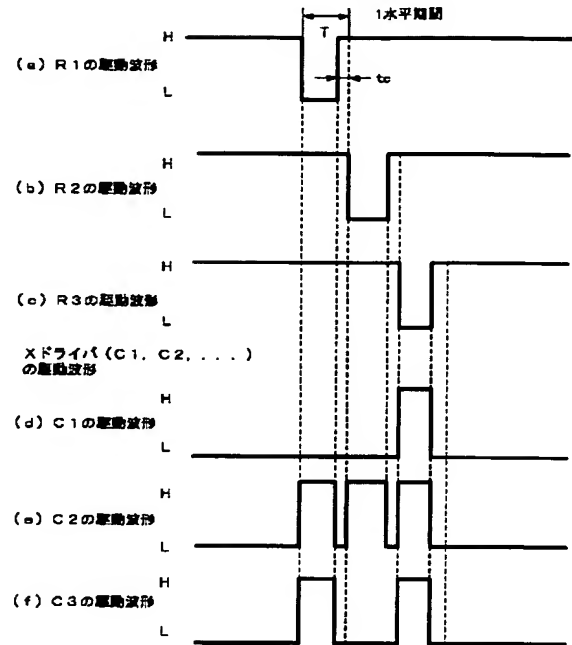 1水平期間
T
H
(a) R1の駆動波形
L
tc
H
(b) R2の駆動波形
L
H
(c) R3の駆動波形
L
Xドライバ(C1, C2, ....)
の駆動波形
H
(d) C1の駆動波形
L
H
(e) C2の駆動波形
L
H
(f) C3の駆動波形
L